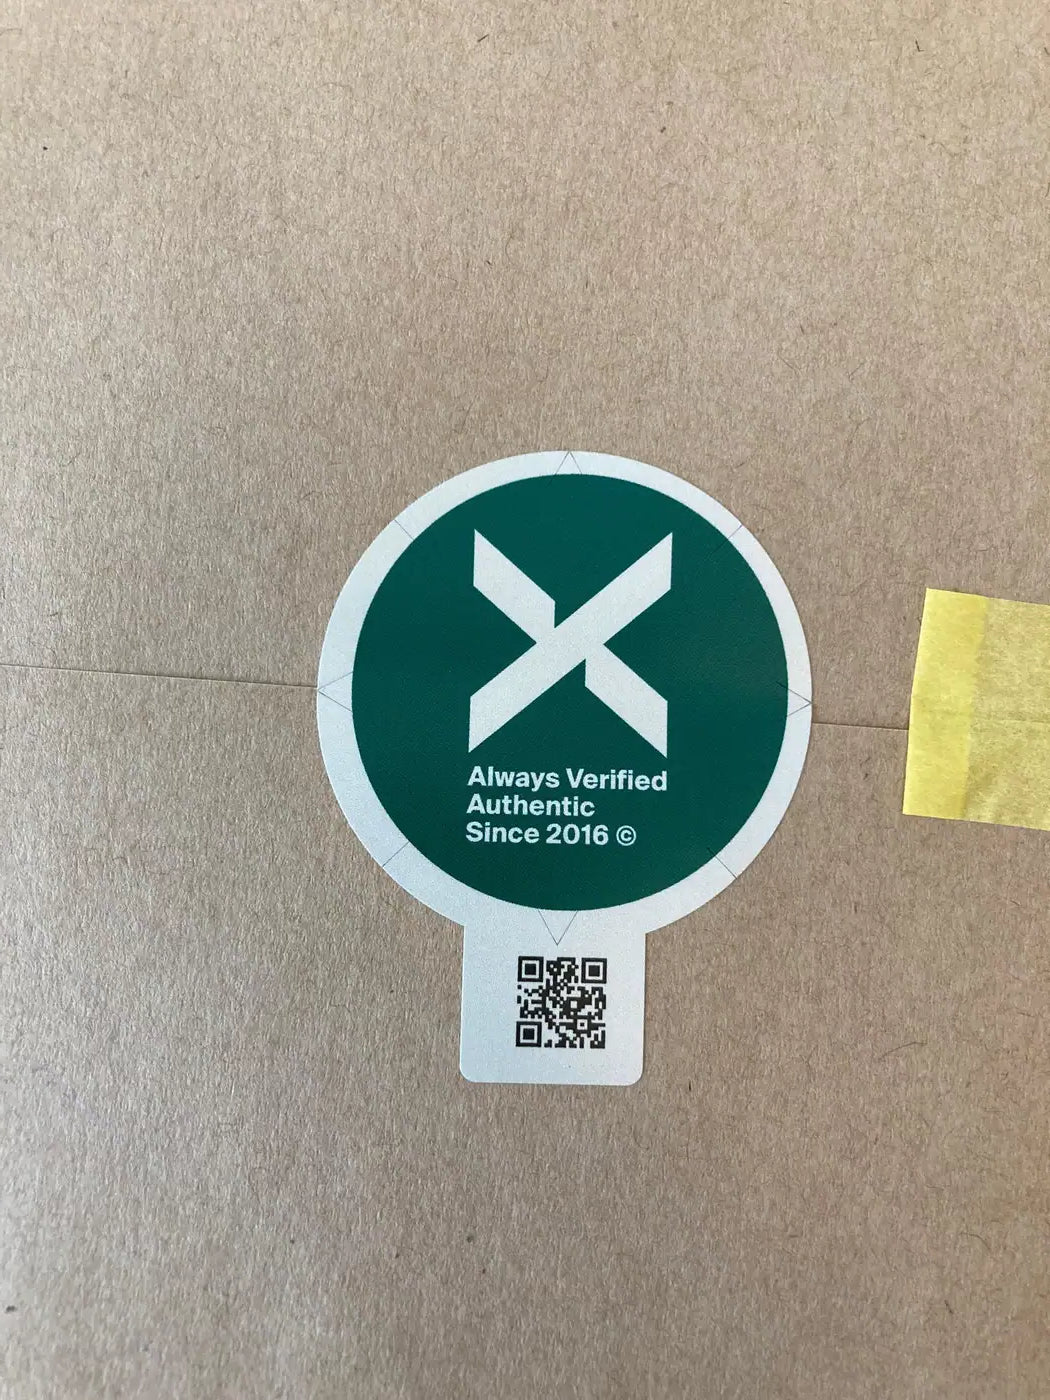 Always Verified
Authentic
Since 2016 ©